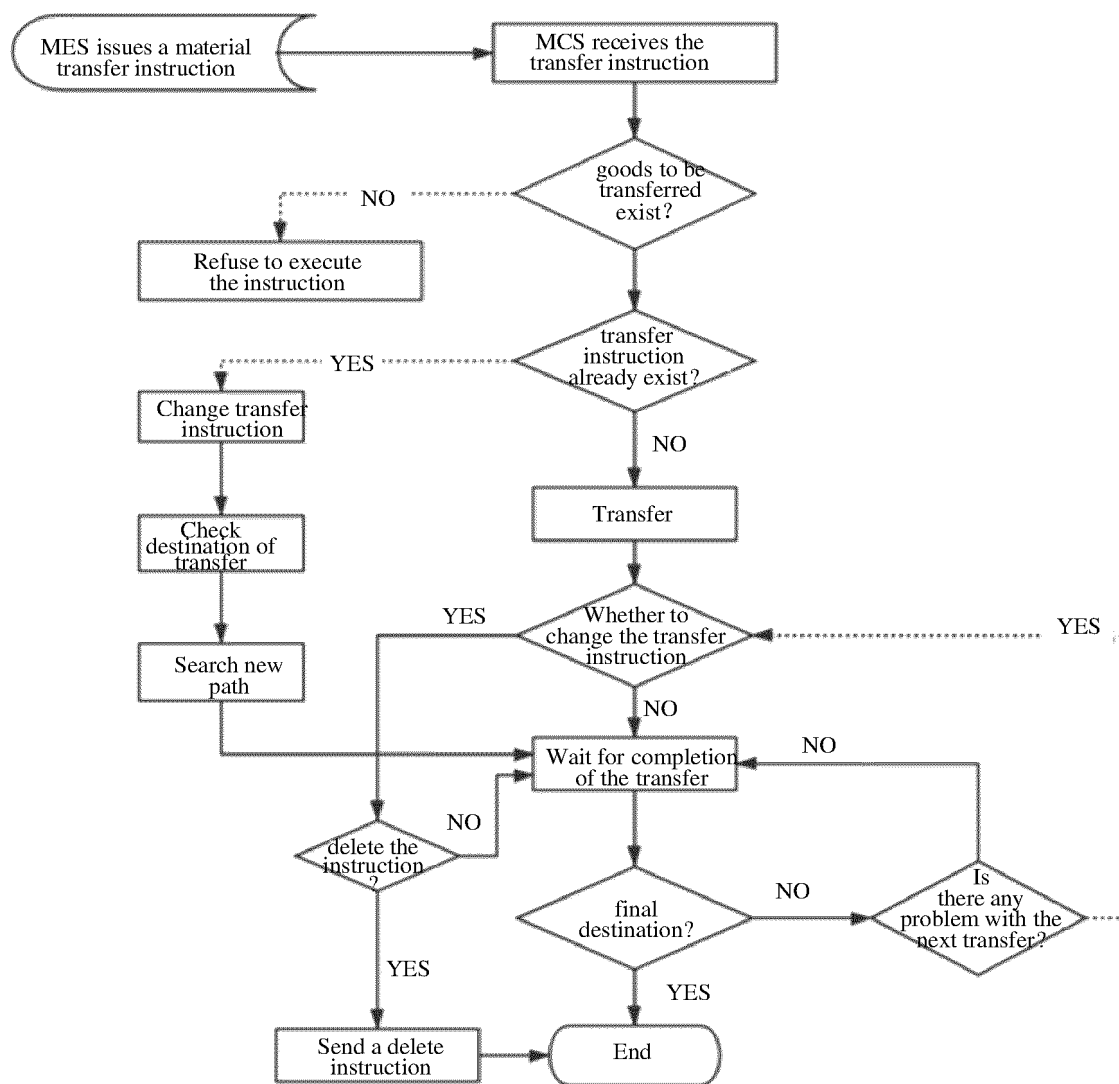 MES issues a material
transfer instruction
MCS receives the
transfer instruction
goods to be
transferred
exist?
NO
Refuse to execute
the instruction
transfer
instruction
already exist?
YES
Change transfer
instruction
NO
Transfer
Check
destination of
transfer
Whether to
change the transfer
instruction
YES
YES
Search new
path
NO
Wait for completion
of the transfer
NO
NO
delete the
instruction
?
final
destination?
NO
Is
there any
problem with the
next transfer?
YES
YES
Send a delete
instruction
End